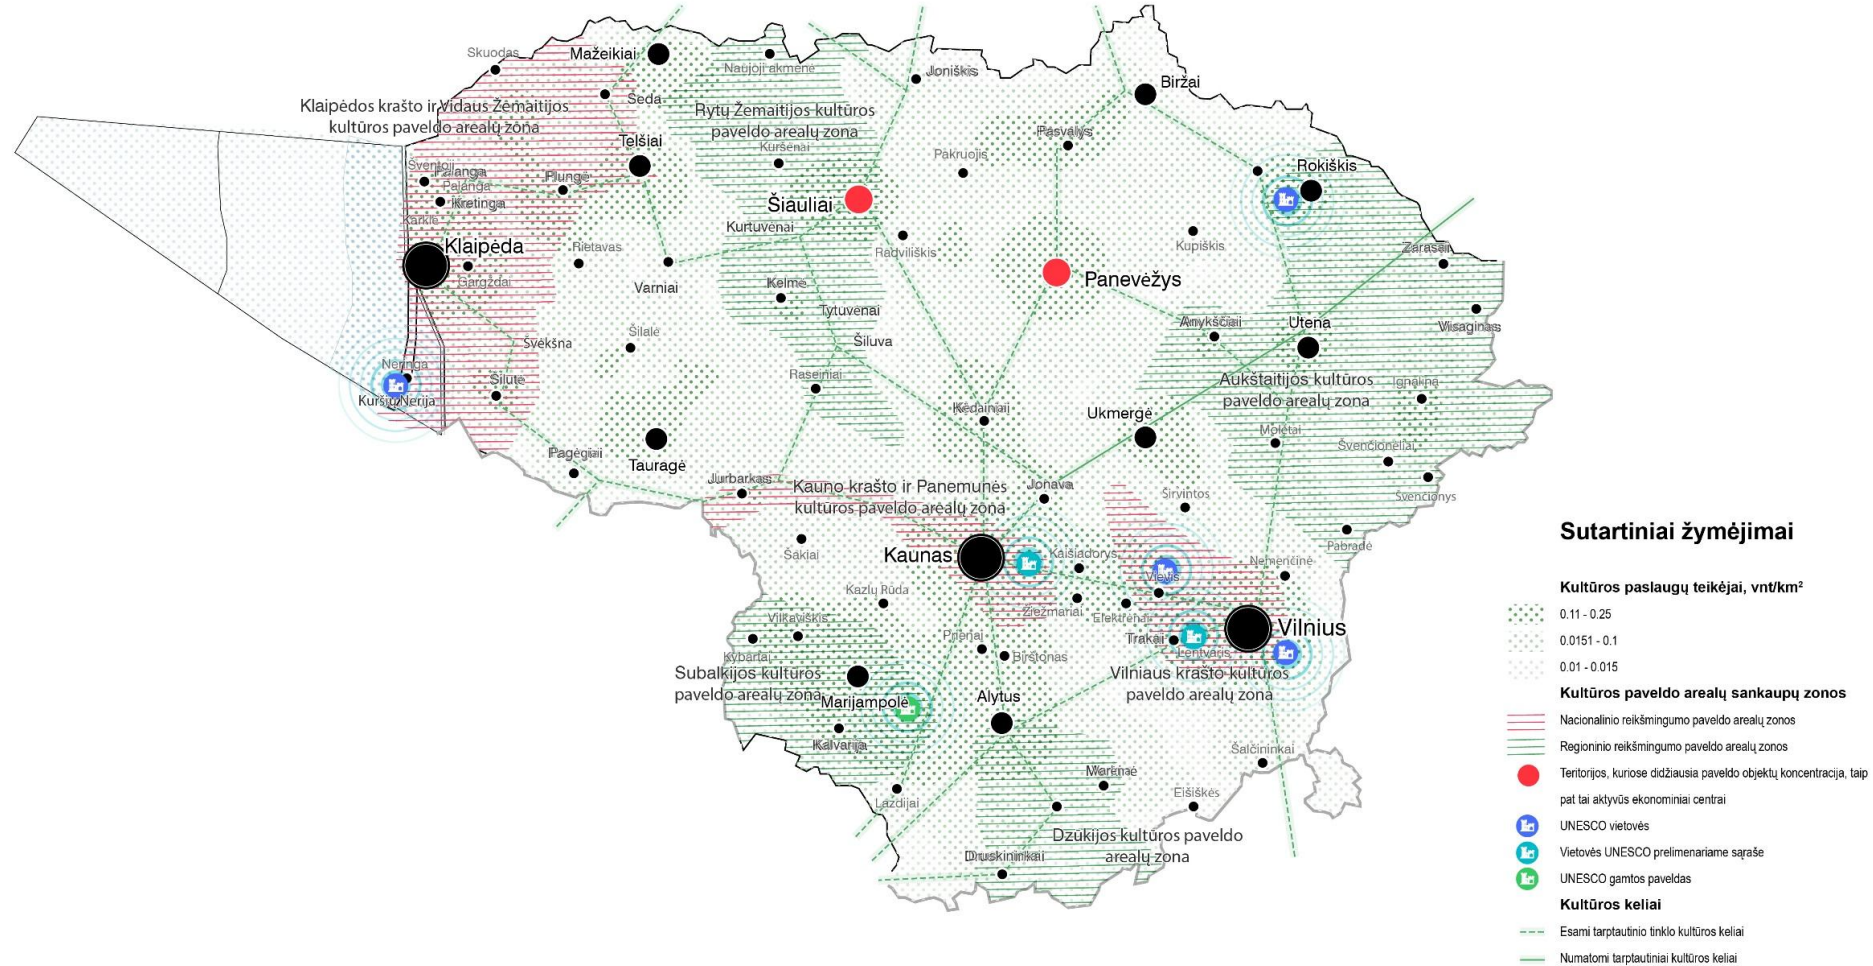 Skuodas
Mažeikiai
Naujoji akmenė
Joniškis
Biržai
Seda
Klaipėdos krašto ir Vidaus Žemaitijos
kultūros paveldo arealų zona
Rytų Žemaitijos kultūros
paveldo arealų zona
Kuršėnai
Telšiai
Pasvalys
Pakruojis
Rokiškis
Šventoji
Palanga
Palanga
Plungė
Kretinga
Karklė
Šiauliai
Kurtuvėnai
Klaipėda
Gargždai
Rietavas
Varniai
Radviliškis
Kupiškis
Zarasai
Panevėžys
Kelmė
Tytuvėnai
Šiluva
Šilalė
Švėkšna
Anykščiai
Utena
Visaginas
Neringa
Kuršių Nerija
Šilutė
Raseiniai
Aukštaitijos kultūros
paveldo arealų zona
Ignalina
Kėdainiai
Ukmergė
Molėtai
Švenčionėliai
Pagėgiai
Tauragė
Jurbarkas
Kauno krašto ir Panemunės
kultūros paveldo arealų zona
Jonava
Širvintos
Švenčionys
Pabradė
Šakiai
Kaunas
Kaišiadorys
Vievis
Nemenčinė
Kazlų Rūda
Žiežmariai
Elektrėnai
Vilkaviškis
Kybartai
Prienai
Birštonas
Trakai
Lentvaris
Vilnius
Subalkijos kultūros
paveldo arealų zona
Marijampolė
Alytus
Vilniaus krašto kultūros
paveldo arealų zona
Kalvarija
Šalčininkai
Lazdijai
Eišiškės
Dzūkijos kultūros paveldo
arealų zona
Druskininkai
Sutartiniai žymėjimai
Kultūros paslaugų teikėjai, vnt/km²
0.11 - 0.25
0.0151 - 0.1
0.01 - 0.015
Kultūros paveldo arealų sankaupų zonos
Nacionalinio reikšmingumo paveldo arealų zonos
Regioninio reikšmingumo paveldo arealų zonos
Teritorijos, kuriose didžiausia paveldo objektų koncentracija, taip
pat tai aktyvūs ekonominiai centrai
UNESCO vietovės
Vietovės UNESCO prelimenariame sąraše
UNESCO gamtos paveldas
Kultūros keliai
Esami tarptautinio tinklo kultūros keliai
Numatomi tarptautiniai kultūros keliai